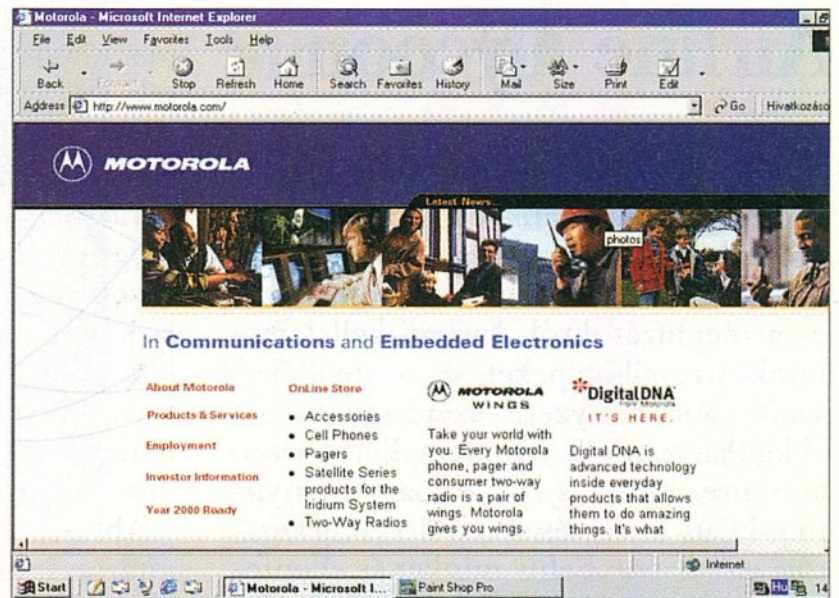 Motorola - Microsoft Internet Explorer
File Edit View Favorites Tools Help
Back Forward Stop Refresh Home Search Favorites History Mail Size Print Edit
Address http://www.motorola.com/ Go Hivatkozáso
MOTOROLA
Latest News...
photos
In Communications and Embedded Electronics
About Motorola
Products & Services
Employment
Investor Information
Year 2000 Ready
OnLine Store
• Accessories
• Cell Phones
• Pagers
• Satellite Series
products for the
Iridium System
• Two-Way Radios
MOTOROLA
WINGS
Take your world with
you. Every Motorola
phone, pager and
consumer two-way
radio is a pair of
wings. Motorola
gives you wings.
DigitalDNA
from Motorola
IT'S HERE.
Digital DNA is
advanced technology
inside everyday
products that allows
them to do amazing
things. It's what
Internet
Start Motorola - Microsoft I... Paint Shop Pro Hu 14